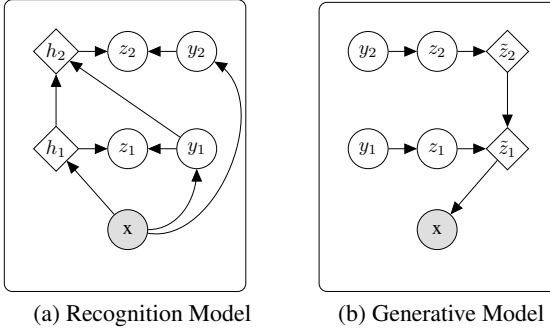 h₂ z₂ y₂
h₁ z₁ y₁
x
(a) Recognition Model
y₂ z₂ z̃₂
y₁ z₁ z̃₁
x
(b) Generative Model